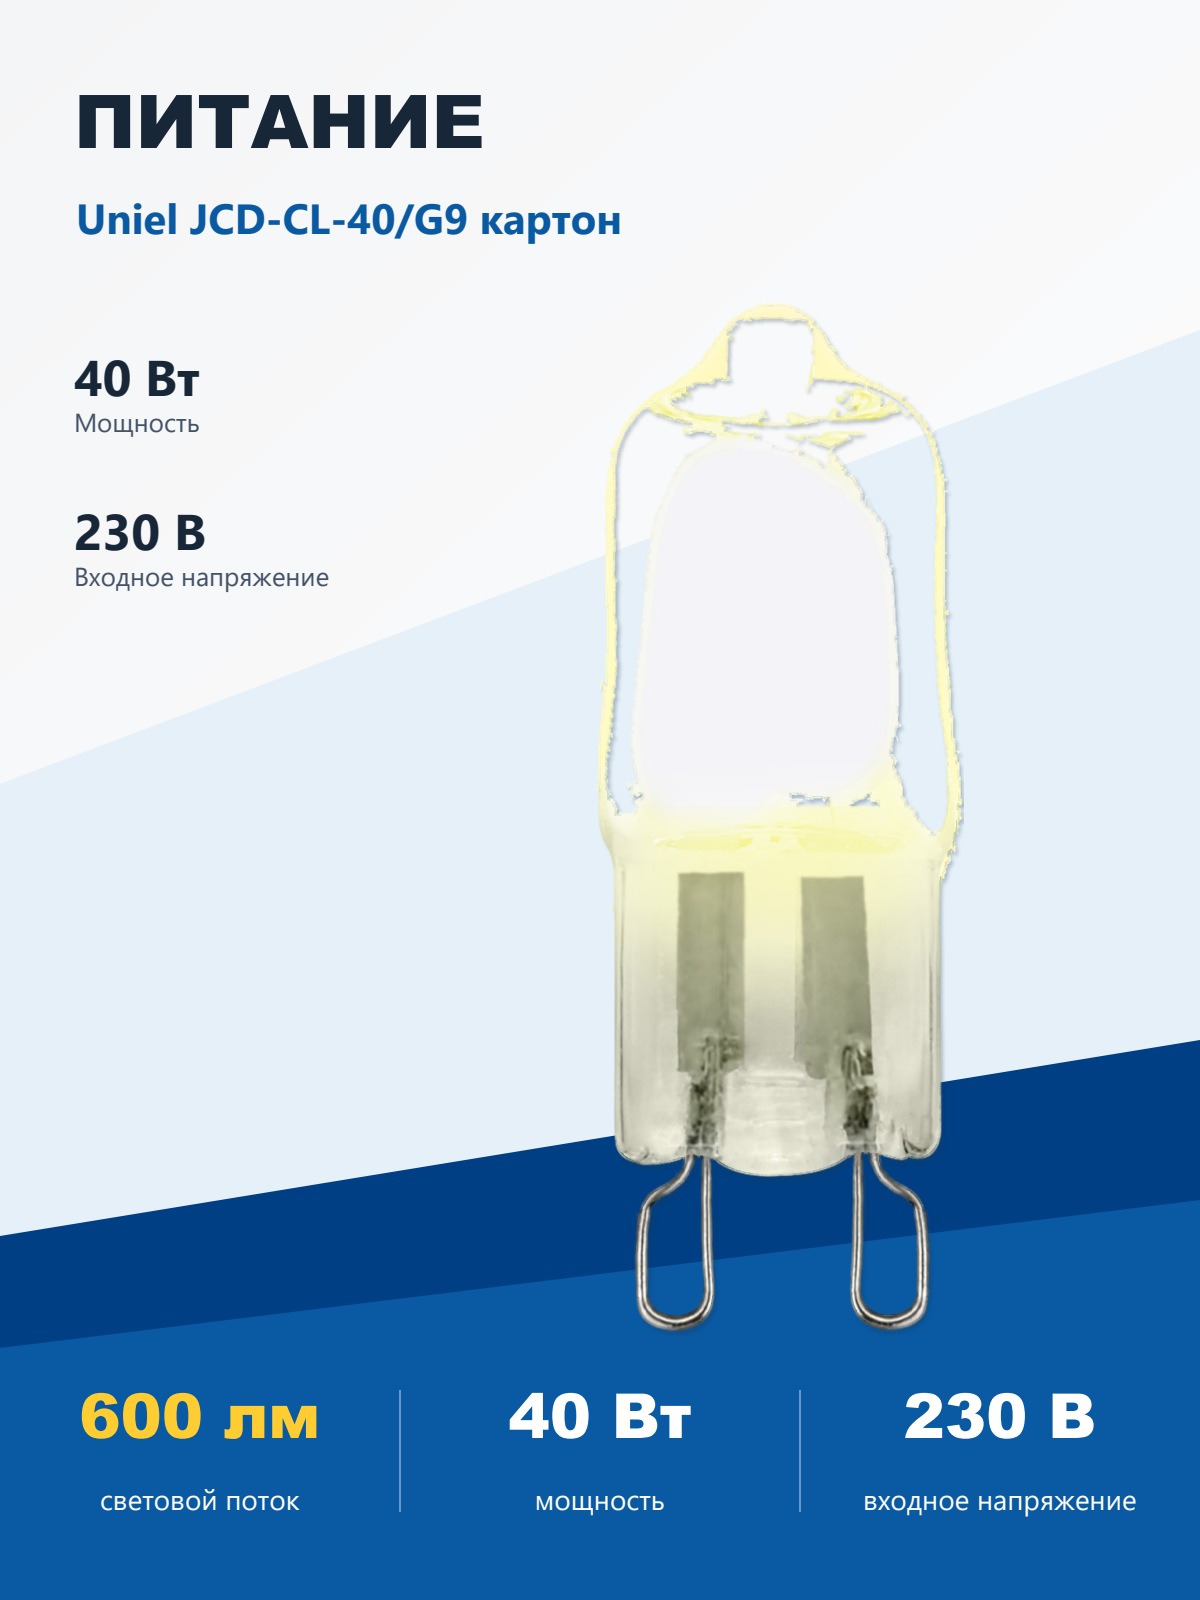 ПИТАНИЕ
Uniel JCD-CL-40/G9 картон
40 Вт
Мощность
230 В
Входное напряжение
600 лм
световой поток
40 Вт
мощность
230 В
входное напряжение